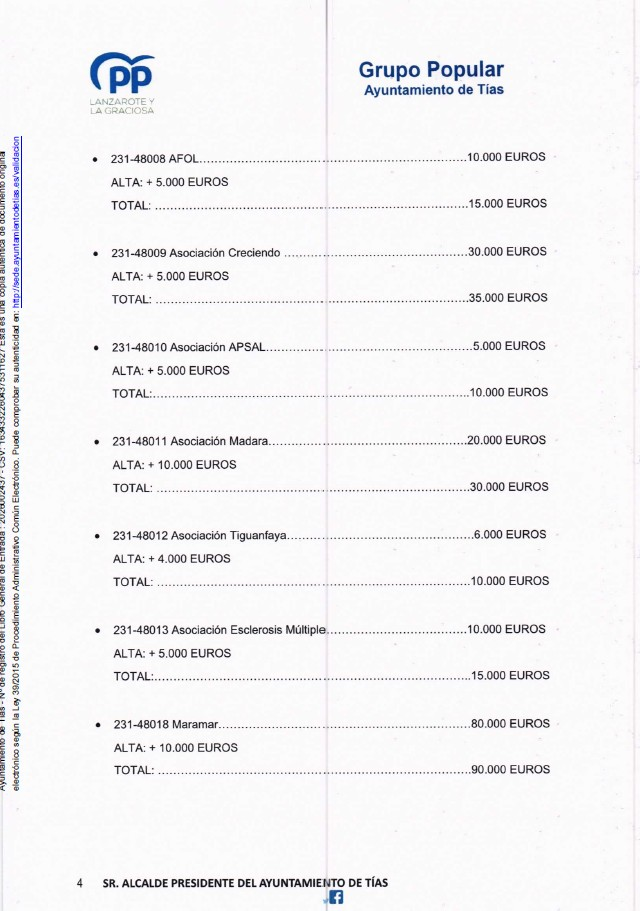 PP
LANZAROTE Y
LA GRACIOSA
Grupo Popular
Ayuntamiento de Tías
• 231-48008 AFOL..................................................10.000 EUROS
ALTA: + 5.000 EUROS
TOTAL: ..................................................15.000 EUROS
• 231-48009 Asociación Creciendo ..................................................30.000 EUROS
ALTA: + 5.000 EUROS
TOTAL: ..................................................35.000 EUROS
• 231-48010 Asociación APSAL..................................................5.000 EUROS
ALTA: + 5.000 EUROS
TOTAL:..................................................10.000 EUROS
• 231-48011 Asociación Madara..................................................20.000 EUROS
ALTA: + 10.000 EUROS
TOTAL: ..................................................30.000 EUROS
• 231-48012 Asociación Tiguanfaya..................................................6.000 EUROS
ALTA: + 4.000 EUROS
TOTAL: ..................................................10.000 EUROS
• 231-48013 Asociación Esclerosis Múltiple..................................................10.000 EUROS
ALTA: + 5.000 EUROS
TOTAL:..................................................15.000 EUROS
• 231-48018 Maramar..................................................80.000 EUROS
ALTA: + 10.000 EUROS
TOTAL: ..................................................90.000 EUROS
4 SR. ALCALDE PRESIDENTE DEL AYUNTAMIENTO DE TÍAS
Ayuntamiento de Tías - Nº de registro del Libro General de Entrada: Esta es una copia auténtica de documento original
electrónico según la Ley 39/2015 de Procedimiento Administrativo Común Electrónico. Puede comprobar su autenticidad en: http://sede.ayuntamientodetias.es/validacion